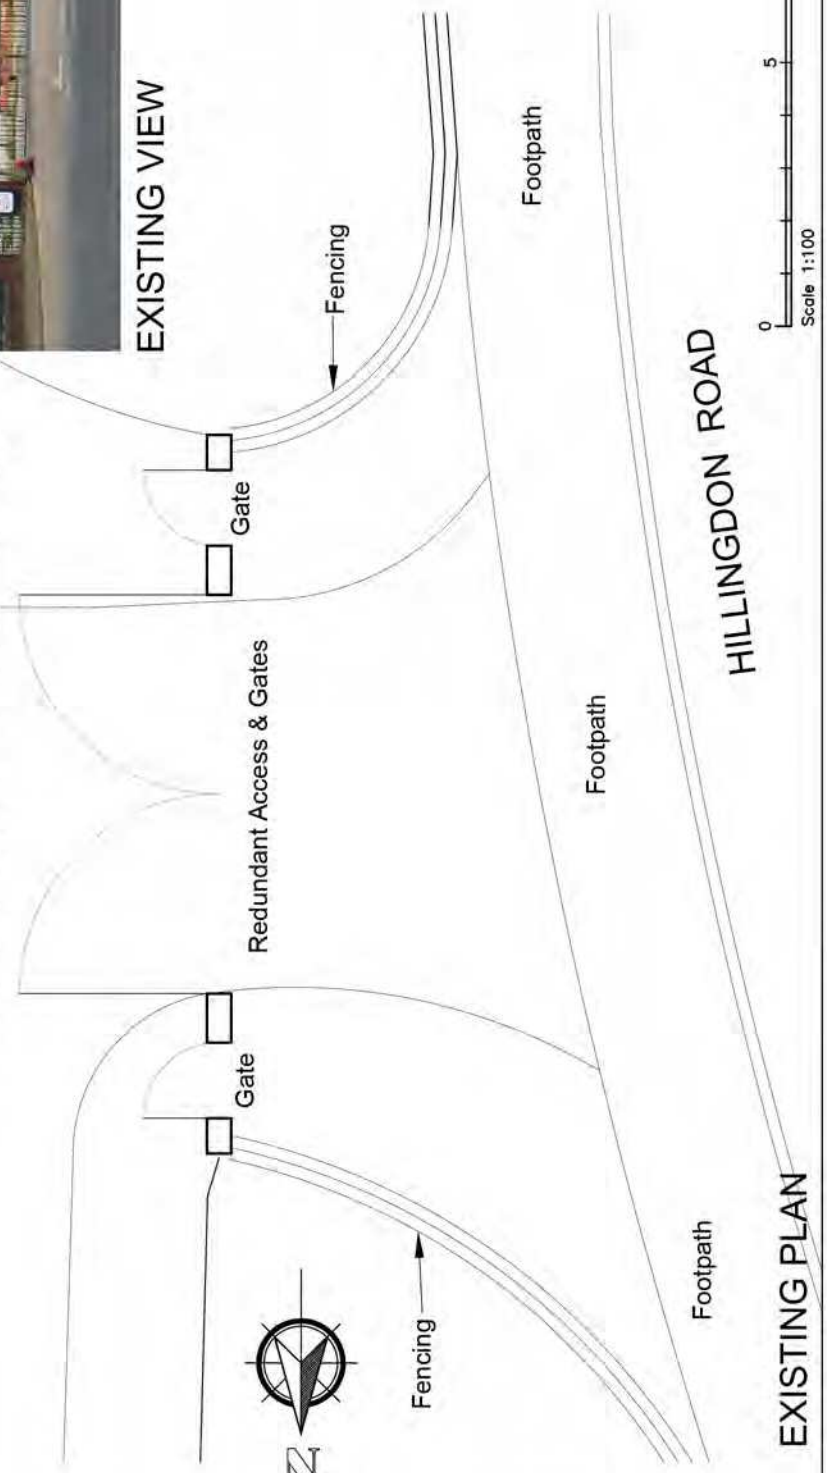 EXISTING VIEW
Fencing
Footpath
Gate
Redundant Access & Gates
Footpath
HILLINGDON ROAD
0 5
Scale 1:100
Gate
Fencing
Footpath
N
EXISTING PLAN